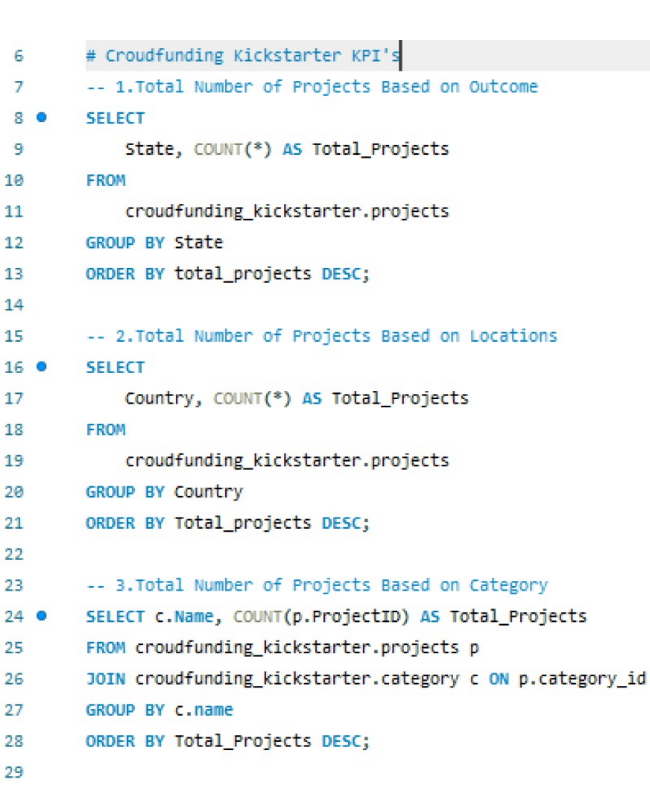 6 # Croudfunding Kickstarter KPI's
7 -- 1.Total Number of Projects Based on Outcome
8 SELECT
9 State, COUNT(*) AS Total_Projects
10 FROM
11 croudfunding_kickstarter.projects
12 GROUP BY State
13 ORDER BY total_projects DESC;
14
15 -- 2.Total Number of Projects Based on Locations
16 SELECT
17 Country, COUNT(*) AS Total_Projects
18 FROM
19 croudfunding_kickstarter.projects
20 GROUP BY Country
21 ORDER BY Total_projects DESC;
22
23 -- 3.Total Number of Projects Based on Category
24 SELECT c.Name, COUNT(p.ProjectID) AS Total_Projects
25 FROM croudfunding_kickstarter.projects p
26 JOIN croudfunding_kickstarter.category c ON p.category_id
27 GROUP BY c.name
28 ORDER BY Total_Projects DESC;
29